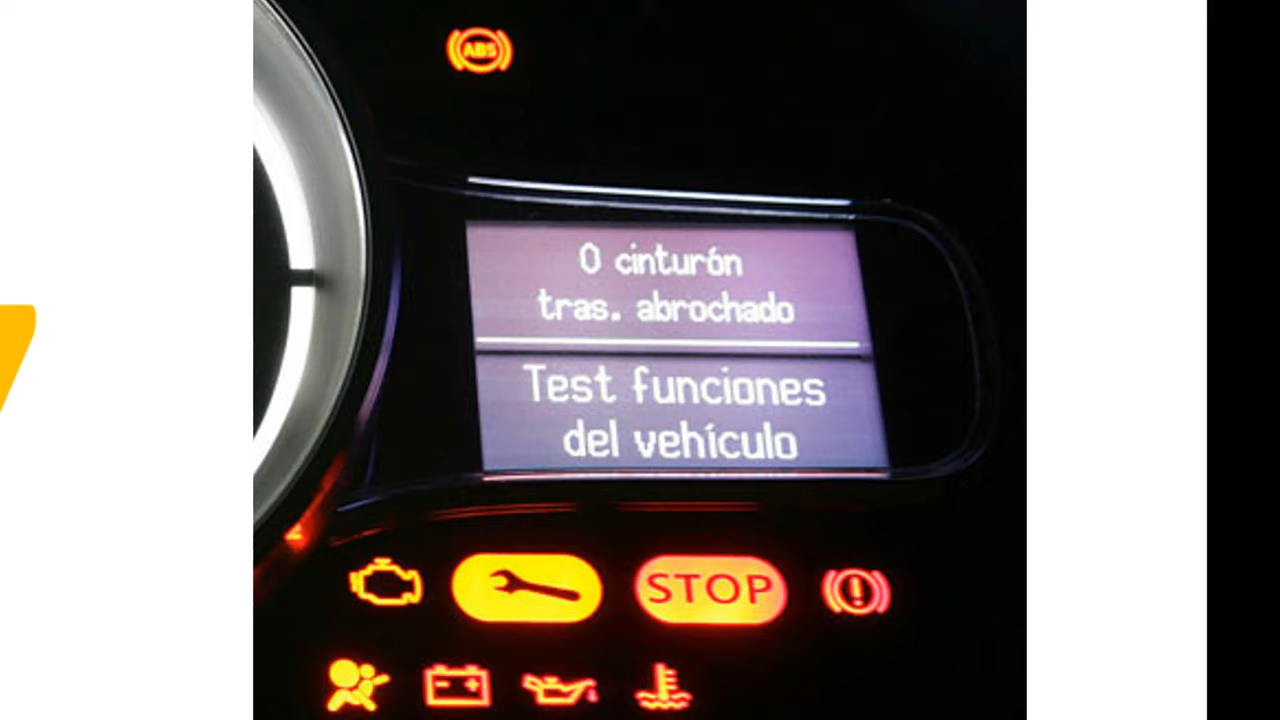 ABS
0 cinturón
tras. abrochado
Test funciones
del vehículo
STOP